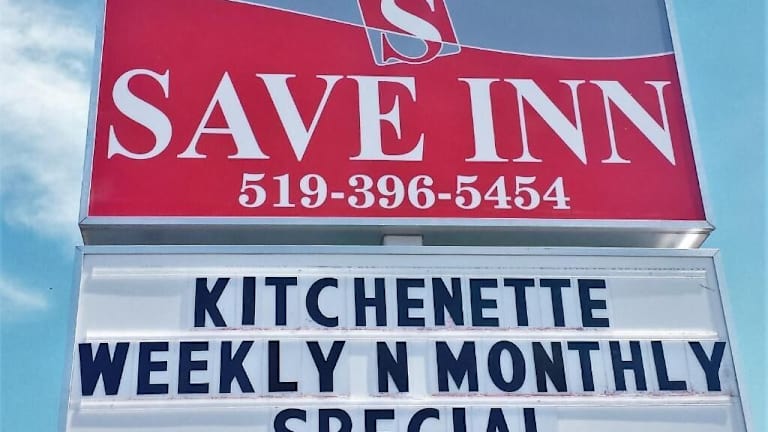 S
SAVE INN
519-396-5454
KITCHENETTE
WEEKLY N MONTHLY
SPECIAL